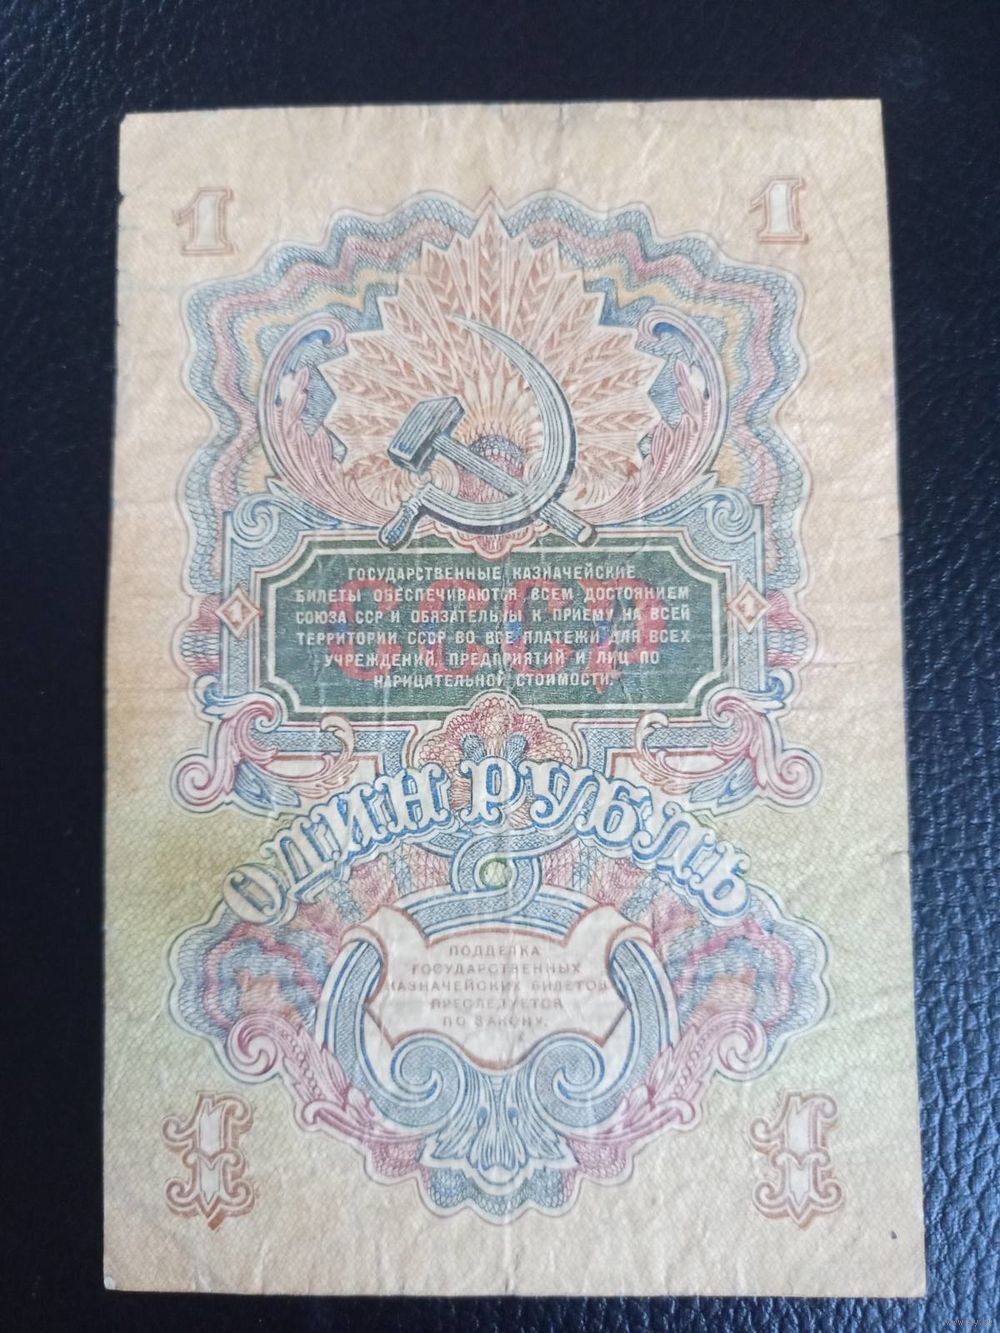 1 1
ГОСУДАРСТВЕННЫЕ КАЗНАЧЕЙСКИЕ
БИЛЕТЫ ОБЕСПЕЧИВАЮТСЯ ВСЕМ ДОСТОЯНИЕМ
СОЮЗА ССР И ОБЯЗАТЕЛЬНЫ К ПРИЕМУ НА ВСЕЙ
ТЕРРИТОРИИ СССР ВО ВСЕ ПЛАТЕЖИ ДЛЯ ВСЕХ
УЧРЕЖДЕНИЙ, ПРЕДПРИЯТИЙ И ЛИЦ ПО
НАРИЦАТЕЛЬНОЙ СТОИМОСТИ.
СССР
1 1
ОДИН РУБЛЬ
ПОДДЕЛКА
ГОСУДАРСТВЕННЫХ
КАЗНАЧЕЙСКИХ БИЛЕТОВ
ПРЕСЛЕДУЕТСЯ
ПО ЗАКОНУ.
1 1